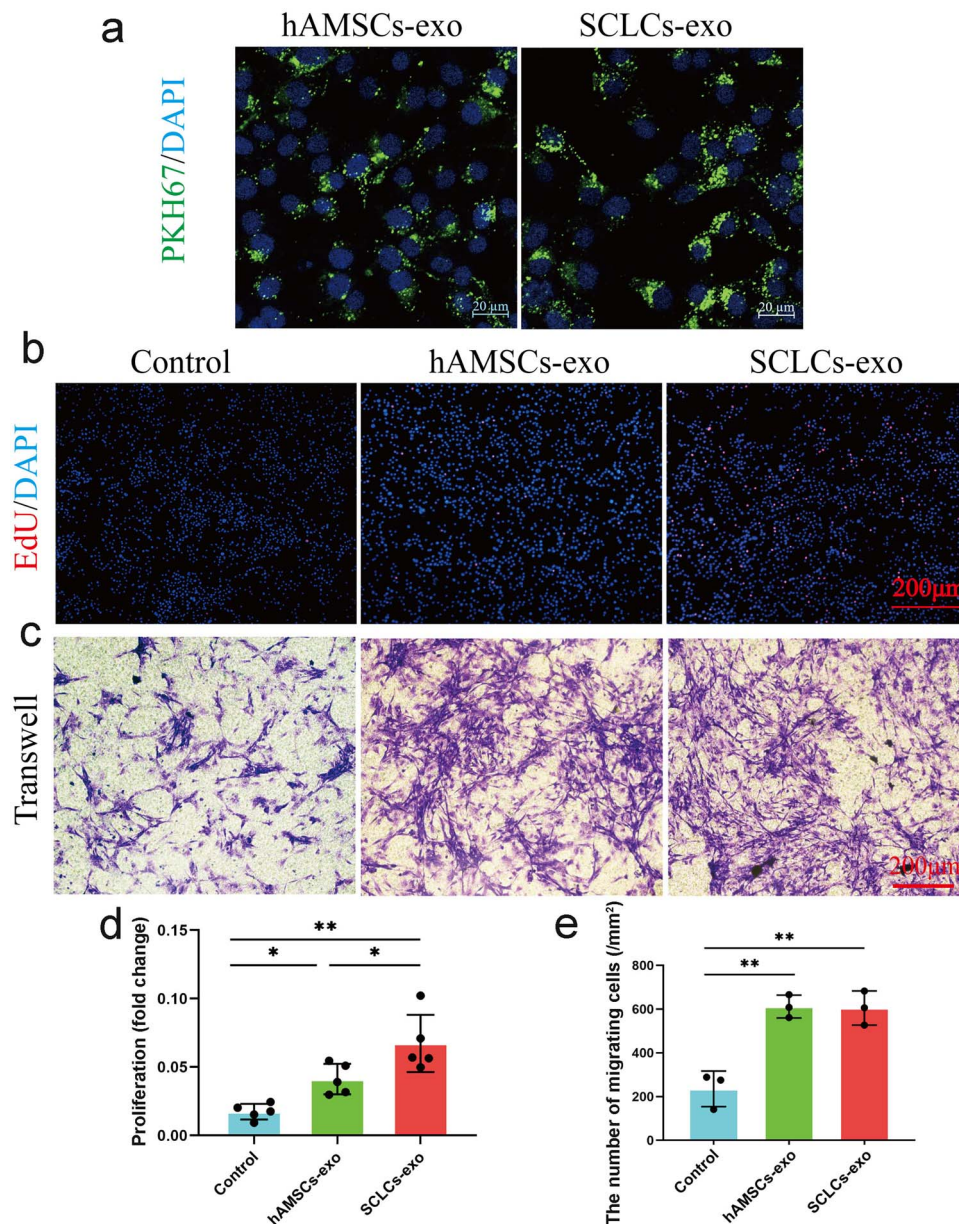 a
hAMSCs-exo SCLCs-exo
PKH67/DAPI
20 μm 20 μm
b
Control hAMSCs-exo SCLCs-exo
EdU/DAPI
200μm
c
Transwell
200μm
d
Proliferation (fold change)
0.15
0.10
0.05
0.00
** 
* *
Control hAMSCs-exo SCLCs-exo
e
The number of migrating cells (/mm²)
800
600
400
200
0
**
**
Control hAMSCs-exo SCLCs-exo